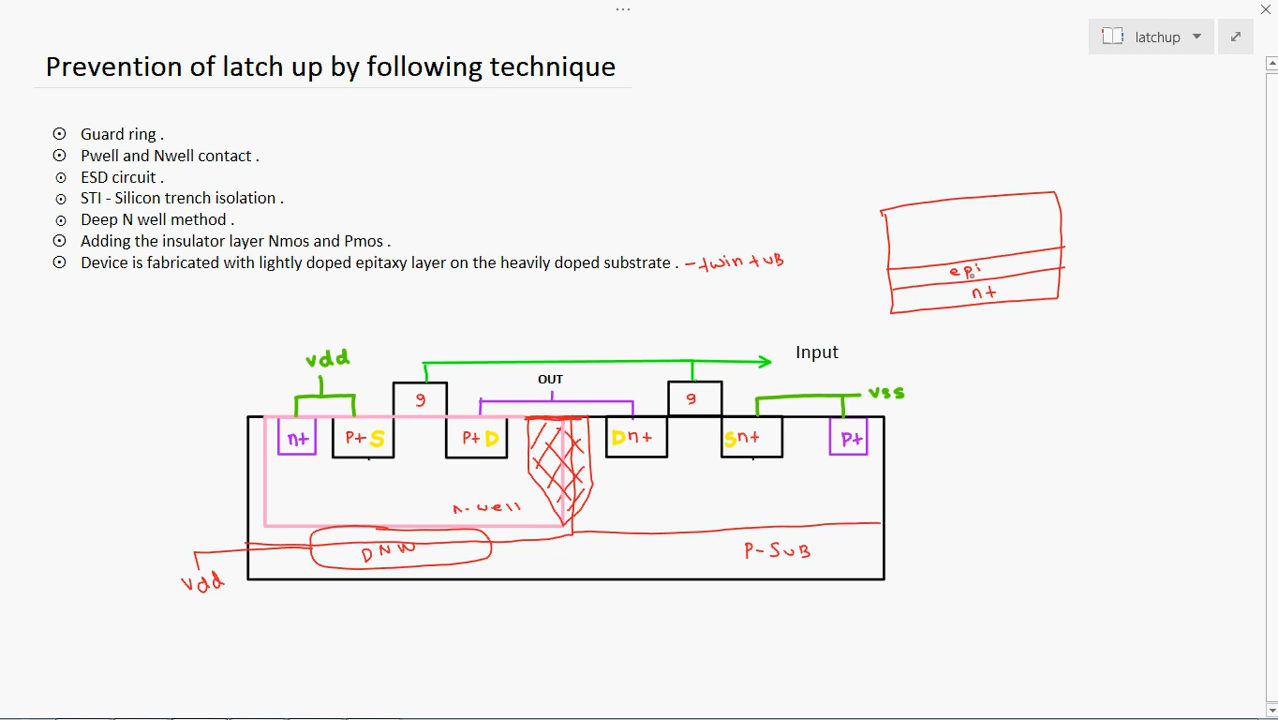 latchup
Prevention of latch up by following technique
Guard ring .
Pwell and Nwell contact .
ESD circuit .
STI - Silicon trench isolation .
Deep N well method .
Adding the insulator layer Nmos and Pmos .
Device is fabricated with lightly doped epitaxy layer on the heavily doped substrate . - twin tuB
epi
n+
vdd
Input
OUT
g
g
vss
n+
P+ S
P+ D
D n+
S n+
P+
n-well
DNW
P-SUB
Vdd